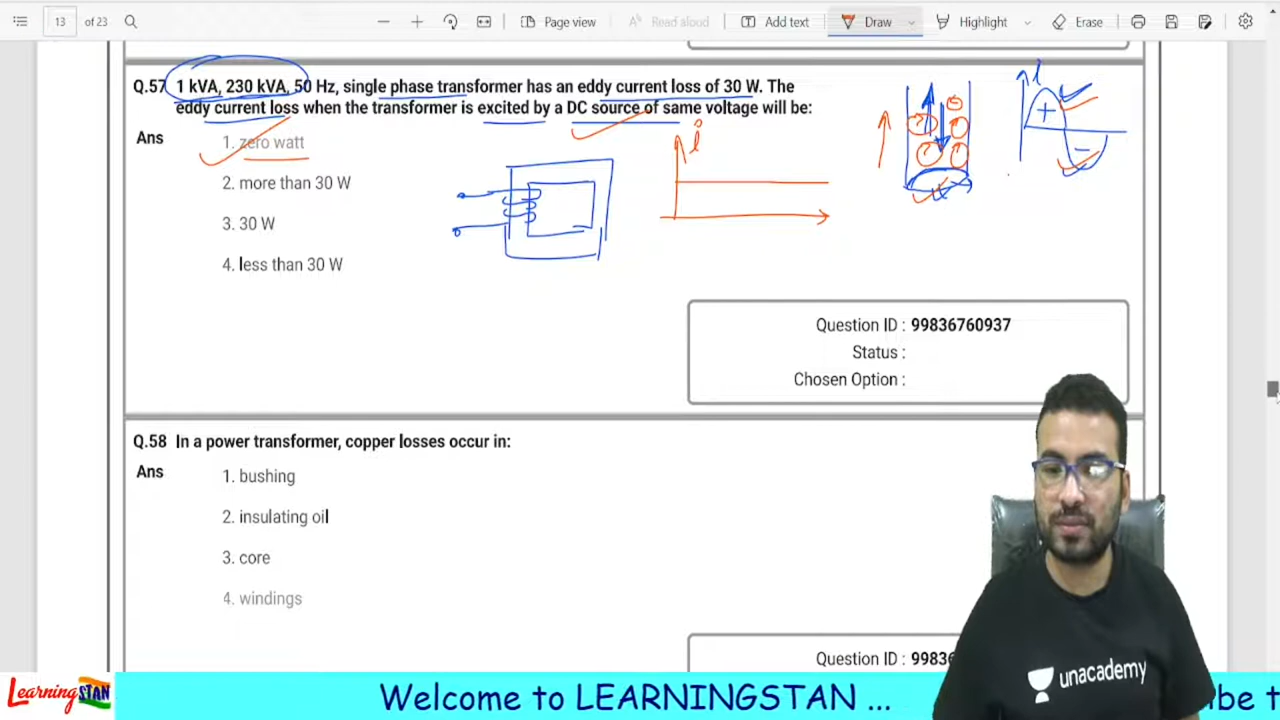 13 of 23
Page view
Read aloud
Add text
Draw
Highlight
Erase
Q.57 1 kVA, 230 kVA, 50 Hz, single phase transformer has an eddy current loss of 30 W. The
eddy current loss when the transformer is excited by a DC source of same voltage will be:
Ans
1. zero watt
2. more than 30 W
3. 30 W
4. less than 30 W
i
i
+
−
Question ID : 99836760937
Status :
Chosen Option :
Q.58 In a power transformer, copper losses occur in:
Ans
1. bushing
2. insulating oil
3. core
4. windings
Question ID : 9983
unacademy
Learning STAN
Welcome to LEARNINGSTAN ...
be t